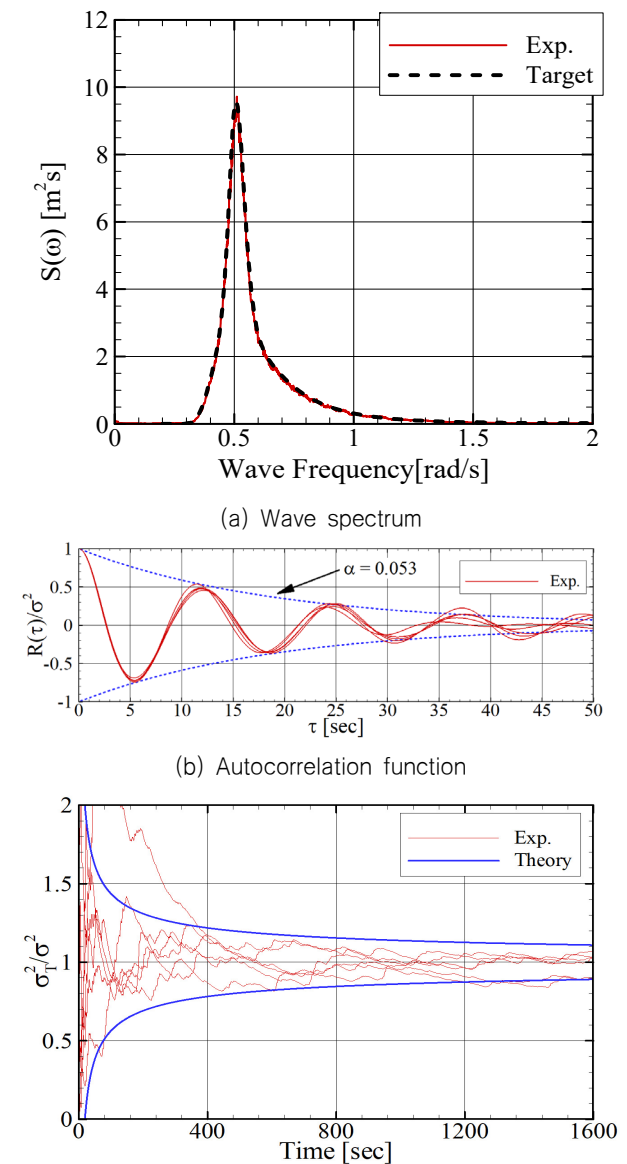 12
10
8
6
4
2
0
S(ω) [m²s]
Exp.
Target
0 0.5 1 1.5 2
Wave Frequency[rad/s]
(a) Wave spectrum
1
0.5
0
-0.5
-1
R(τ)/σ²
α = 0.053
Exp.
0 5 10 15 20 25 30 35 40 45 50
τ [sec]
(b) Autocorrelation function
2
1.5
1
0.5
0
σ²_T/σ²
Exp.
Theory
400 800 1200 1600
Time [sec]